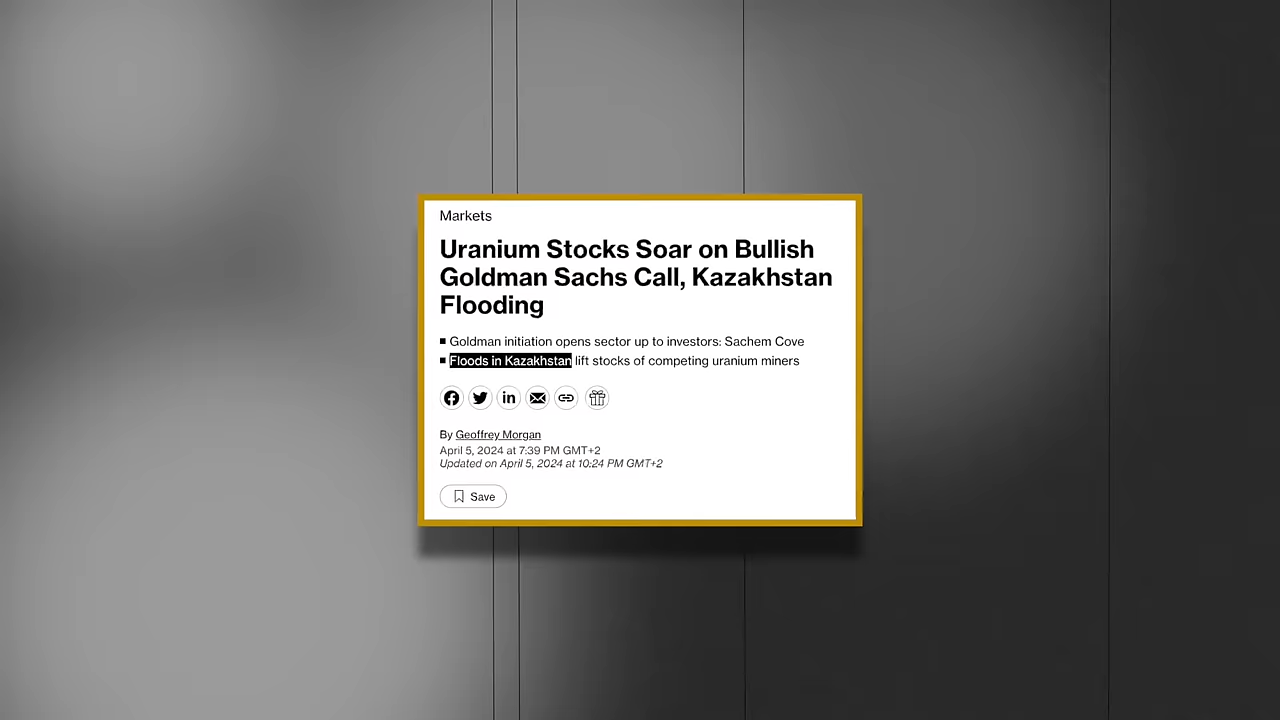 Markets
Uranium Stocks Soar on Bullish
Goldman Sachs Call, Kazakhstan
Flooding
Goldman initiation opens sector up to investors: Sachem Cove
Floods in Kazakhstan lift stocks of competing uranium miners
in
By Geoffrey Morgan
April 5, 2024 at 7:39 PM GMT+2
Updated on April 5, 2024 at 10:24 PM GMT+2
Save